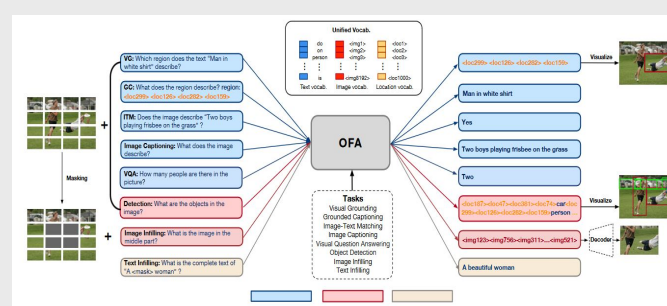 Unified Vocab.
do
on
person
is
<img1>
<img2>
<img3>
<img8192>
<loc1>
<loc2>
<loc3>
<loc1000>
Text vocab.
Image vocab.
Location vocab.
VG: Which region does the text "Man in
white shirt" describe?
GC: What does the region describe? region:
<loc299> <loc126> <loc282> <loc159>
ITM: Does the image describe "Two boys
playing frisbee on the grass" ?
Image Captioning: What does the image
describe?
VQA: How many people are there in the
picture?
Detection: What are the objects in the
image?
Image Infilling: What is the image in the
middle part?
Text Infilling: What is the complete text of
"A <mask> woman" ?
Masking
+
+
OFA
Tasks
Visual Grounding
Grounded Captioning
Image-Text Matching
Image Captioning
Visual Question Answering
Object Detection
Image Infilling
Text Infilling
<loc299> <loc126> <loc282> <loc159>
Visualize
Man in white shirt
Yes
Two boys playing frisbee on the grass
Two
<loc299><loc126><loc282><loc159>person ...
Visualize
<img123><img756><img311>....<img521>
Decoder
A beautiful woman